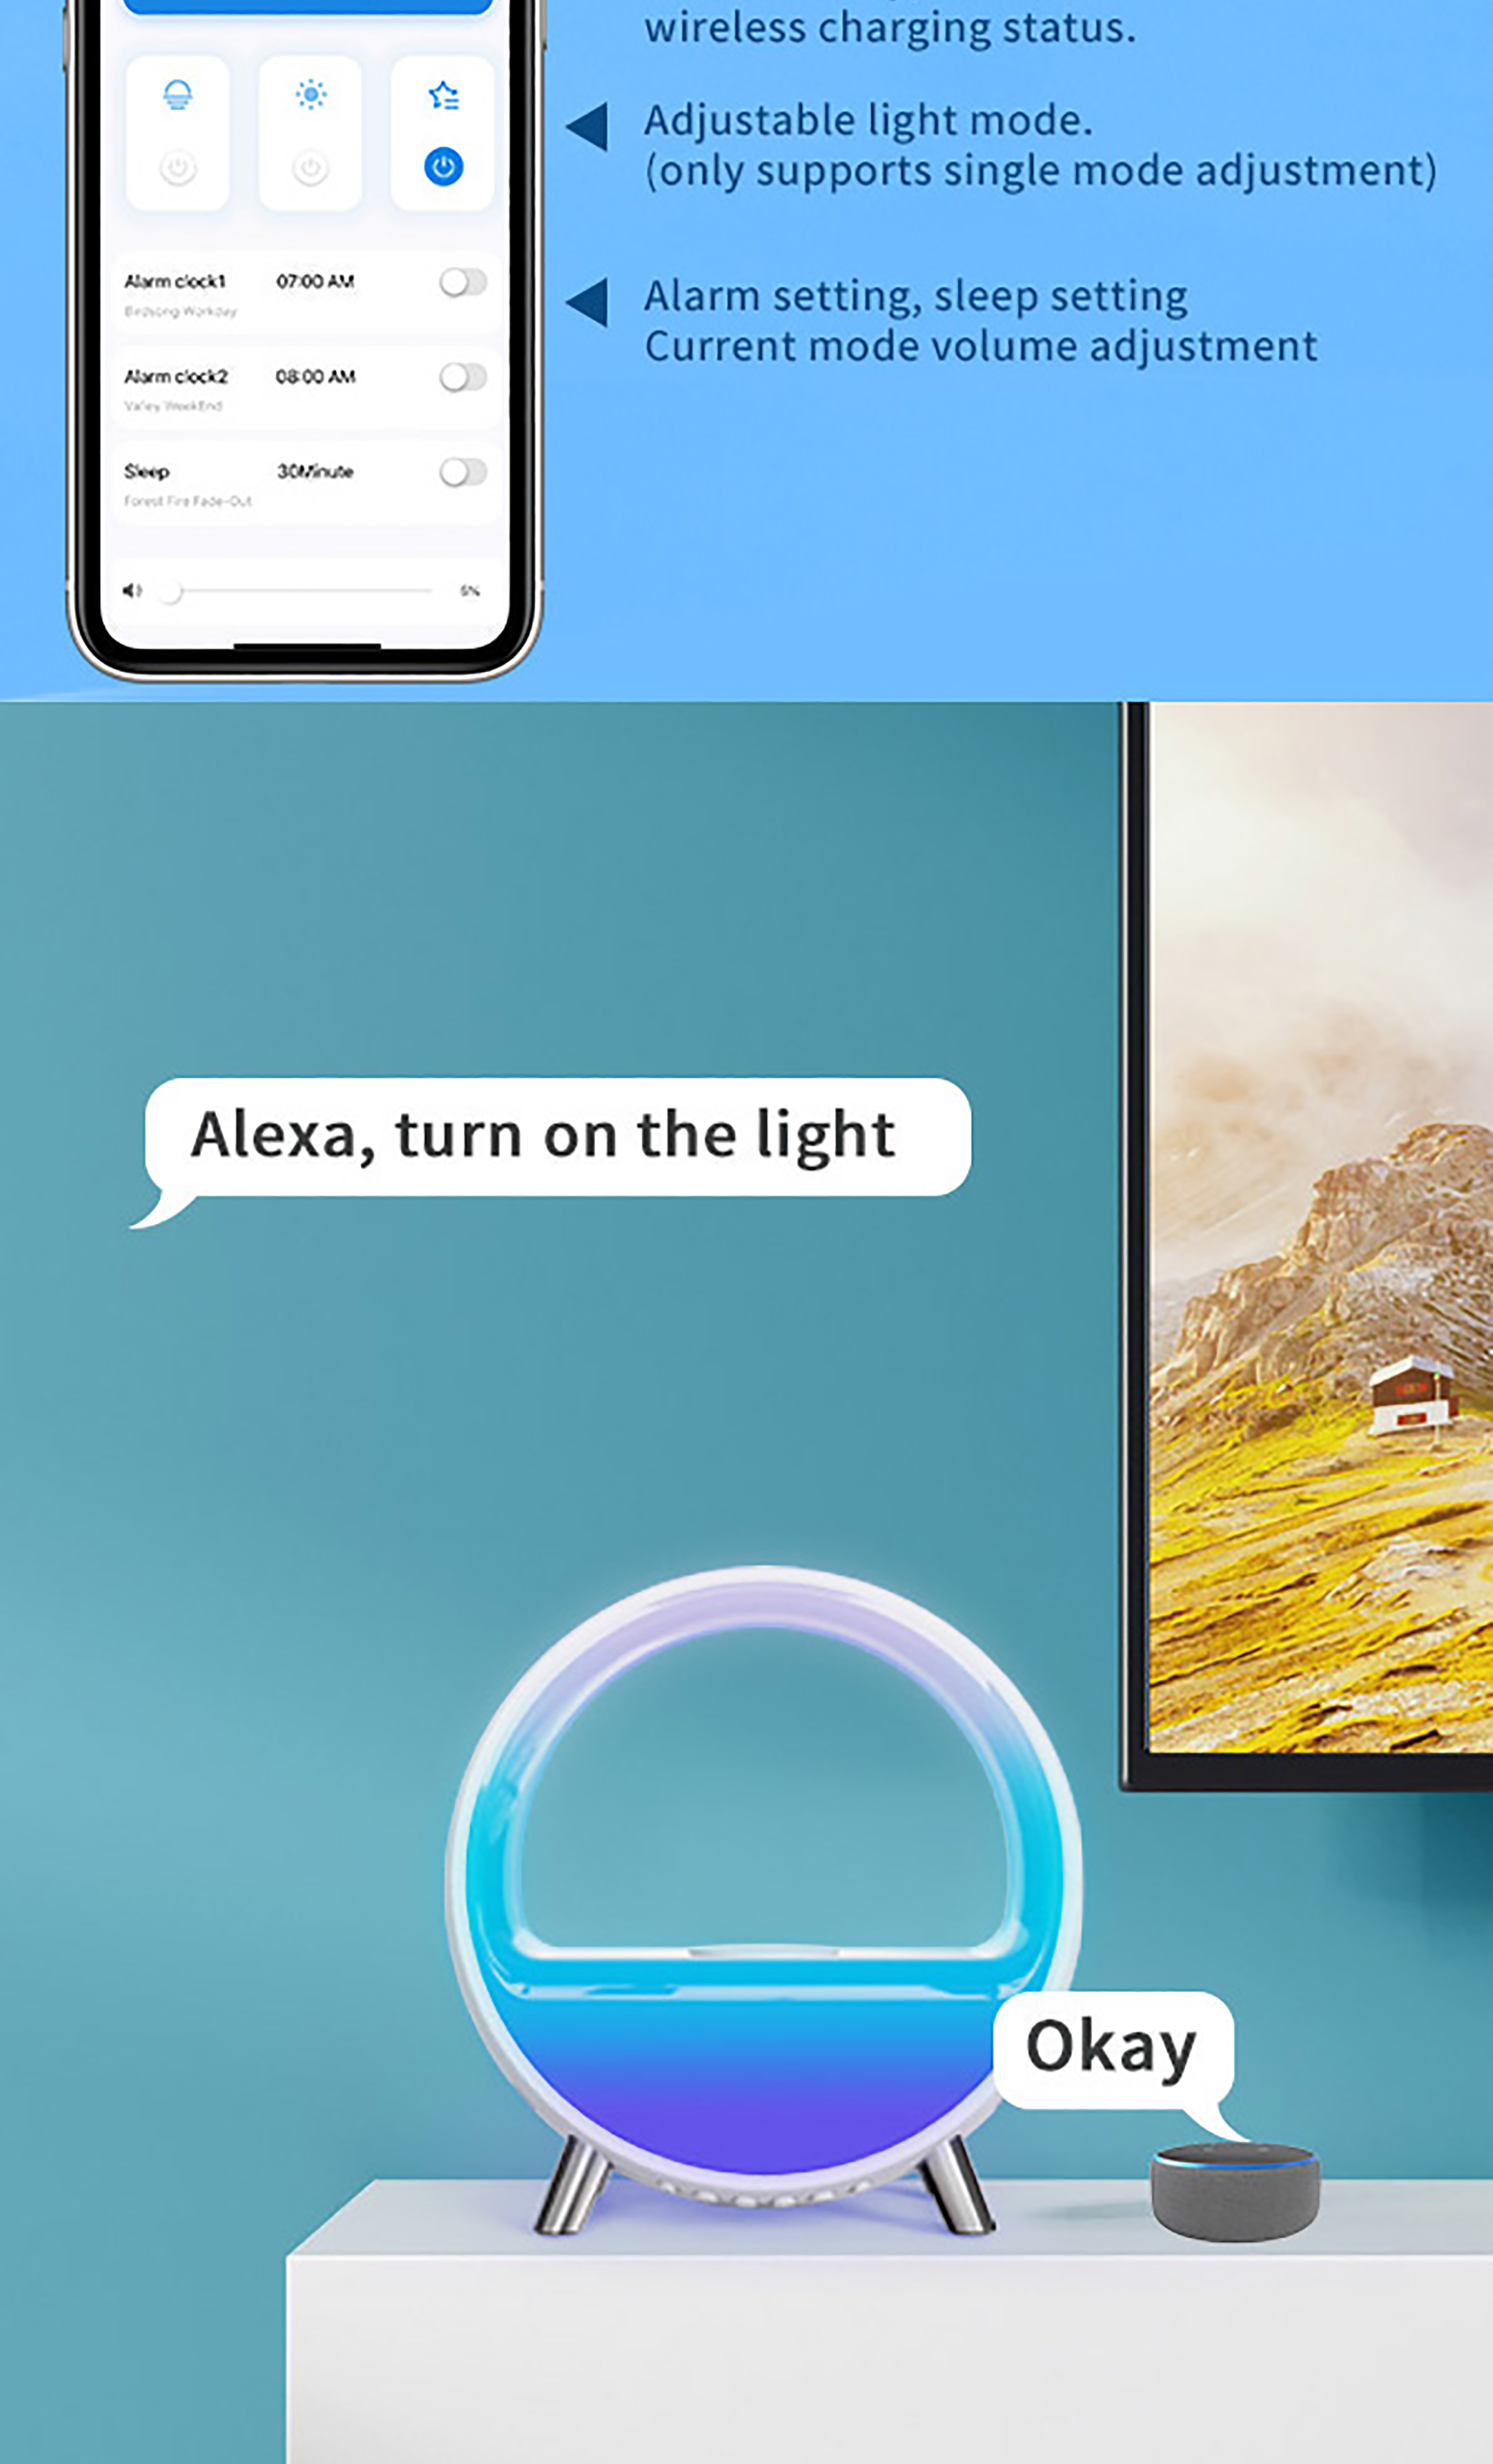 wireless charging status.
Adjustable light mode.
(only supports single mode adjustment)
Alarm clock1 07:00 AM
Birdsong Workday
Alarm setting, sleep setting
Current mode volume adjustment
Alarm clock2 08:00 AM
Valley WeekEnd
Sleep 30Minute
Forest Fire Fade-Out
5%
Alexa, turn on the light
Okay